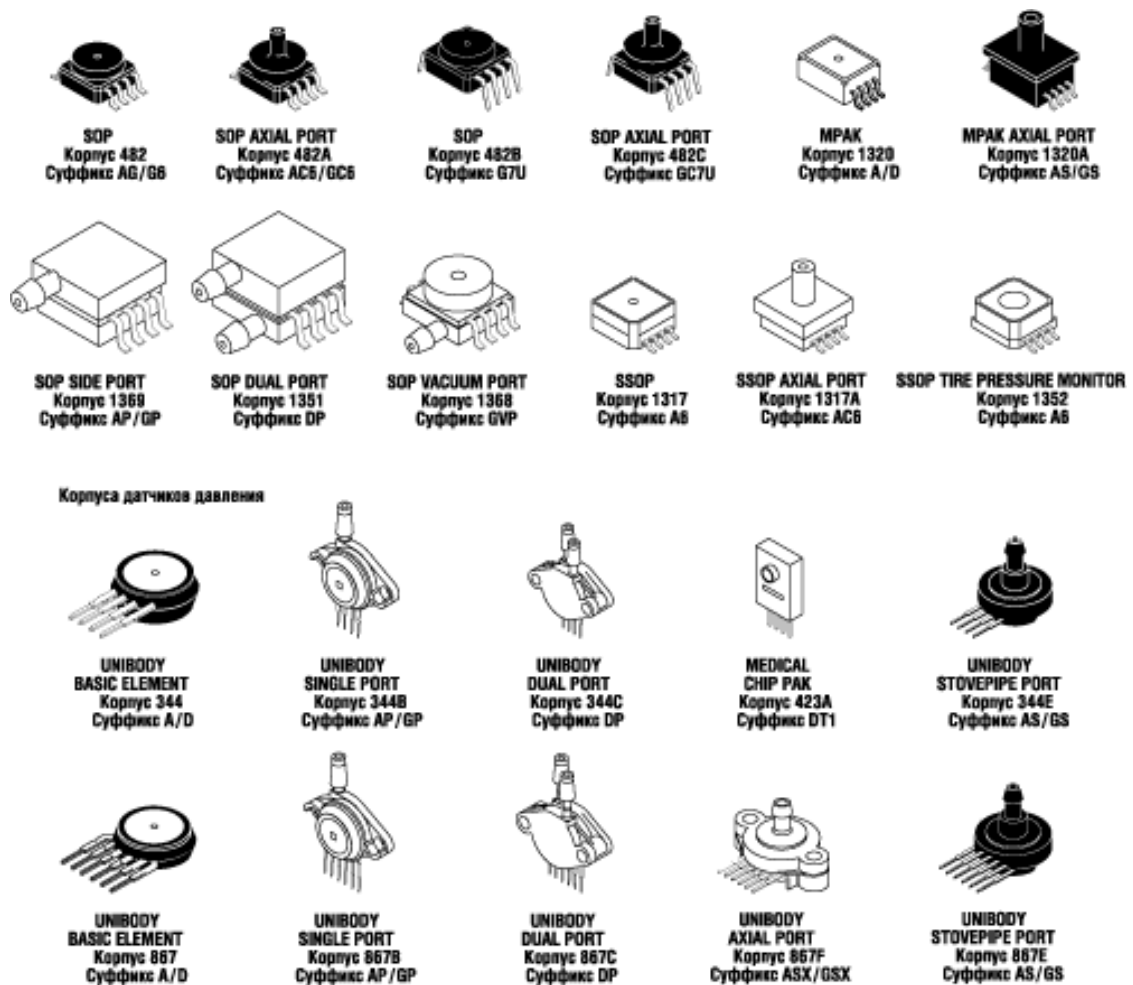 SOP
Корпус 482
Суффикс AG/G6
SOP AXIAL PORT
Корпус 482A
Суффикс AC6/GC6
SOP
Корпус 482B
Суффикс G7U
SOP AXIAL PORT
Корпус 482C
Суффикс GC7U
MPAK
Корпус 1320
Суффикс A/D
MPAK AXIAL PORT
Корпус 1320A
Суффикс AS/GS
SOP SIDE PORT
Корпус 1369
Суффикс AP/GP
SOP DUAL PORT
Корпус 1351
Суффикс DP
SOP VACUUM PORT
Корпус 1368
Суффикс GVP
SSOP
Корпус 1317
Суффикс A6
SSOP AXIAL PORT
Корпус 1317A
Суффикс AC6
SSOP TIRE PRESSURE MONITOR
Корпус 1352
Суффикс A6
Корпуса датчиков давления
UNIBODY
BASIC ELEMENT
Корпус 344
Суффикс A/D
UNIBODY
SINGLE PORT
Корпус 344B
Суффикс AP/GP
UNIBODY
DUAL PORT
Корпус 344C
Суффикс DP
MEDICAL
CHIP PAK
Корпус 423A
Суффикс DT1
UNIBODY
STOVEPIPE PORT
Корпус 344E
Суффикс AS/GS
UNIBODY
BASIC ELEMENT
Корпус 867
Суффикс A/D
UNIBODY
SINGLE PORT
Корпус 867B
Суффикс AP/GP
UNIBODY
DUAL PORT
Корпус 867C
Суффикс DP
UNIBODY
AXIAL PORT
Корпус 867F
Суффикс ASX/GSX
UNIBODY
STOVEPIPE PORT
Корпус 867E
Суффикс AS/GS